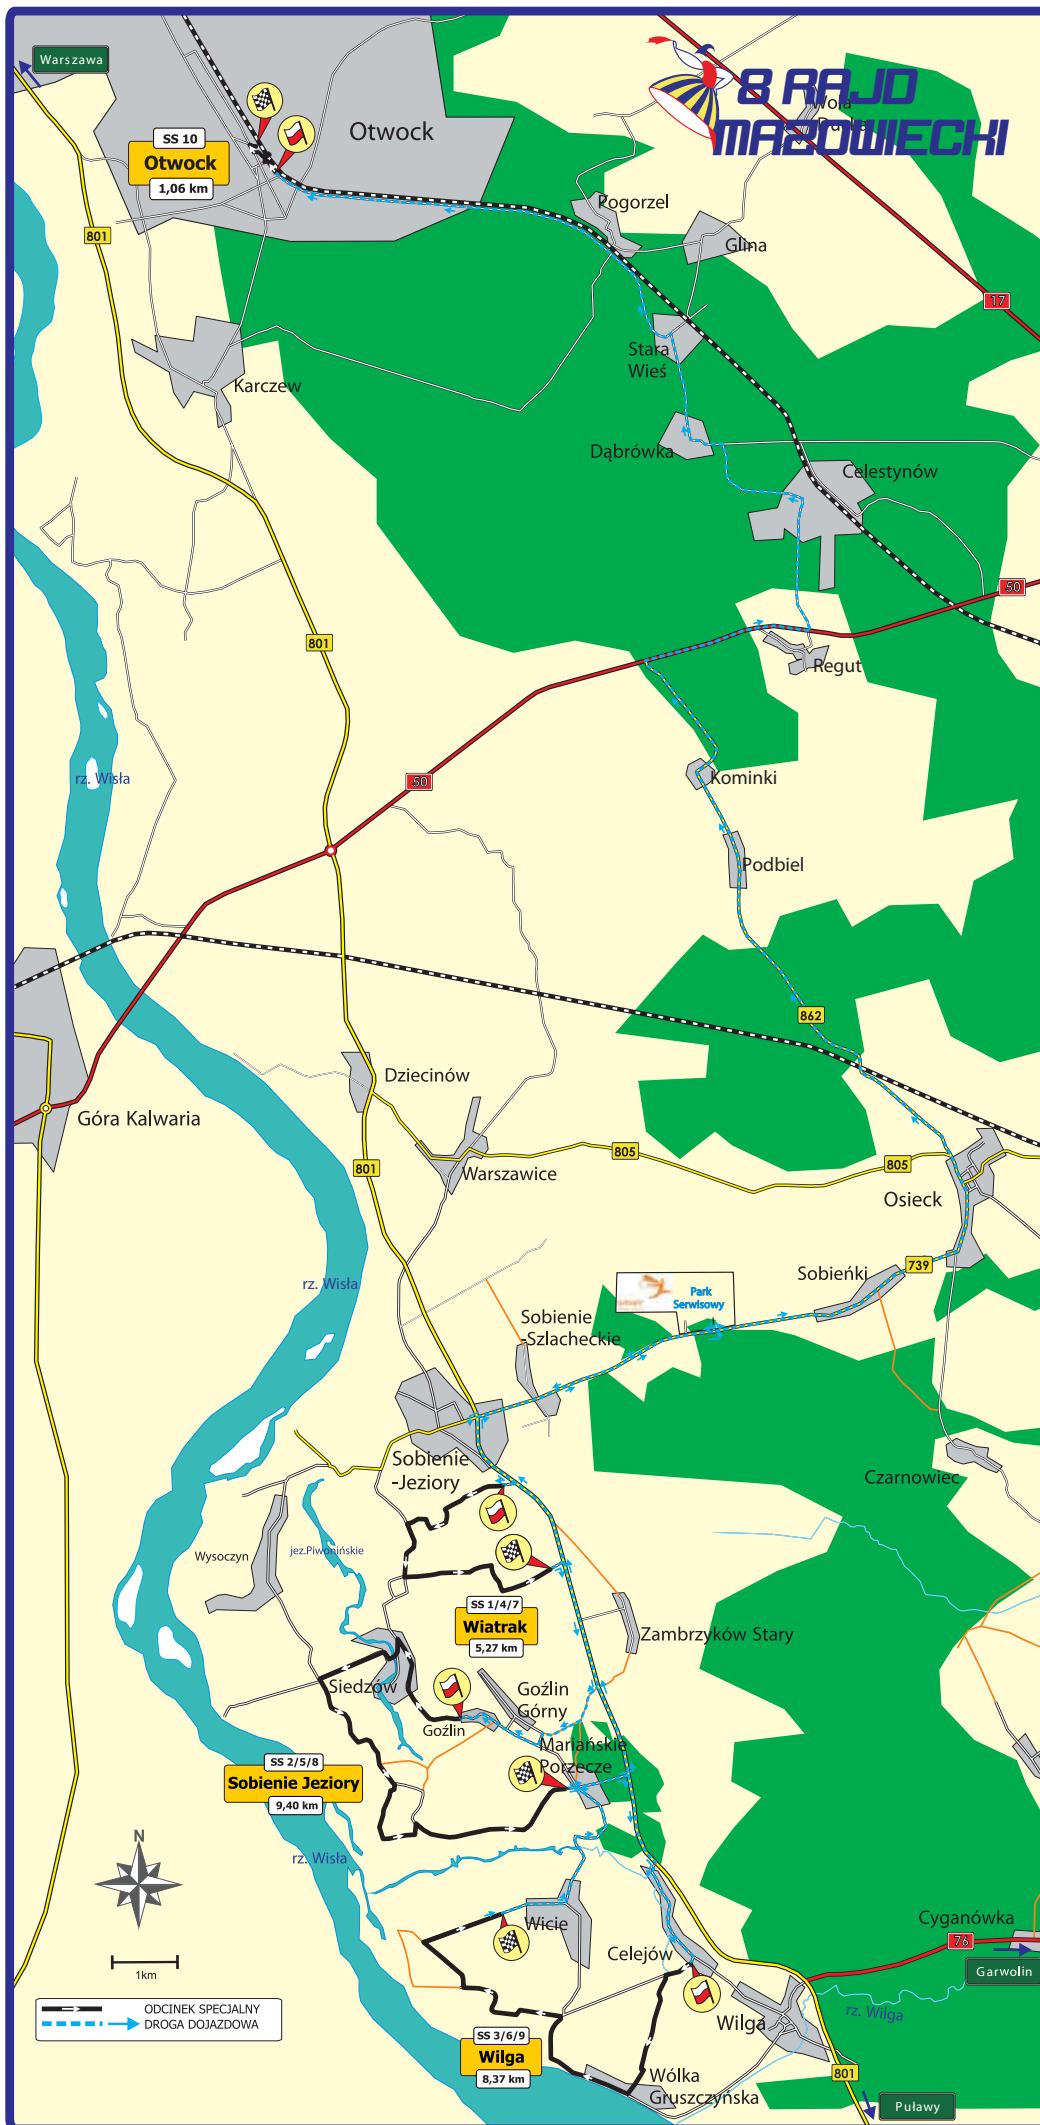 Warszawa
8 RAJD
MAZOWIECKI
Wola
SS 10
Otwock
1,06 km
Otwock
Pogorzel
Glina
801
17
Stara
Wieś
Karczew
Dąbrówka
Celestynów
50
801
Regut
rz. Wisła
50
Kominki
Podbiel
862
Dziecinów
Góra Kalwaria
801
Warszawice
805
805
Osieck
rz. Wisła
Sobieńki
739
Park
Serwisowy
Sobienie
-Szlacheckie
Sobienie
-Jeziory
Czarnowiec
Wysoczyn
jez.Piwonińskie
SS 1/4/7
Wiatrak
5,27 km
Zambrzyków Stary
Siedzów
Goźlin
Górny
Goźlin
Mariańskie
Porzecze
SS 2/5/8
Sobienie Jeziory
9,40 km
N
rz. Wisła
Wicie
Cyganówka
76
Celejów
Garwolin
1km
rz. Wilga
ODCINEK SPECJALNY
DROGA DOJAZDOWA
Wilga
SS 3/6/9
Wilga
8,37 km
Wólka
Gruszczyńska
801
Puławy